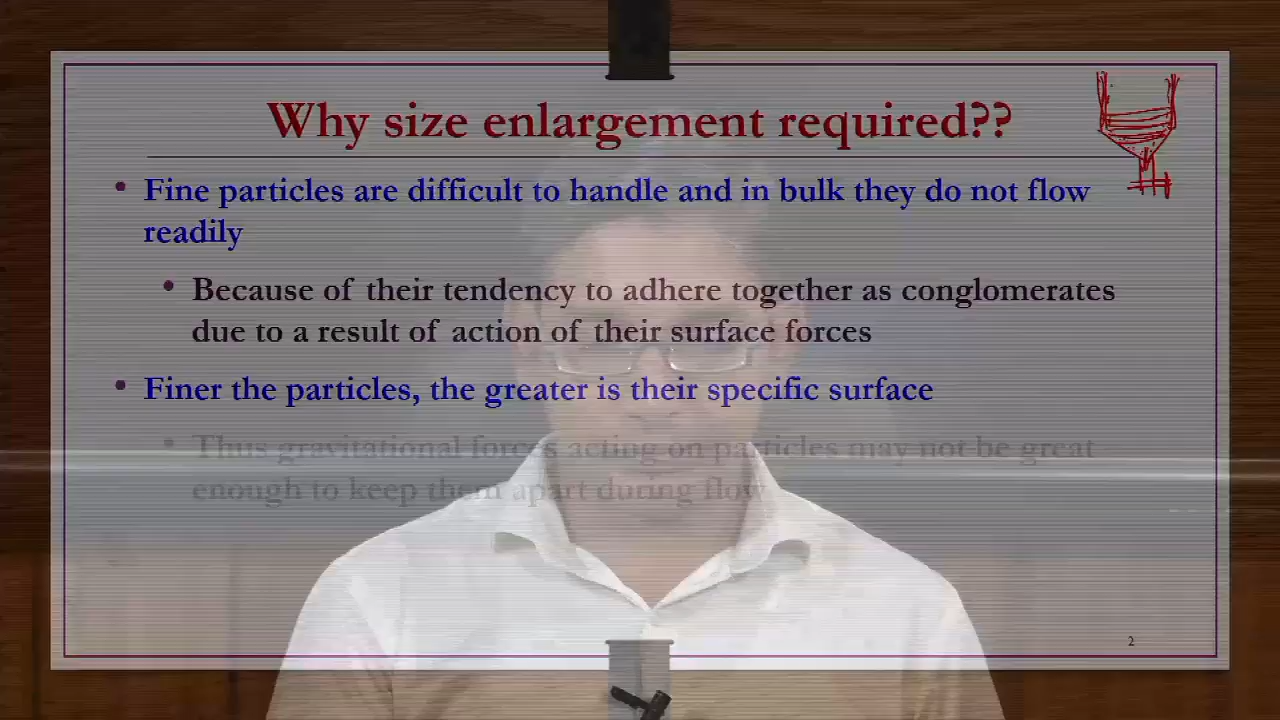 Why size enlargement required??
• Fine particles are difficult to handle and in bulk they do not flow
readily
• Because of their tendency to adhere together as conglomerates
due to a result of action of their surface forces
• Finer the particles, the greater is their specific surface
• Thus gravitational forces acting on particles may not be great
enough to keep them apart during flow
2